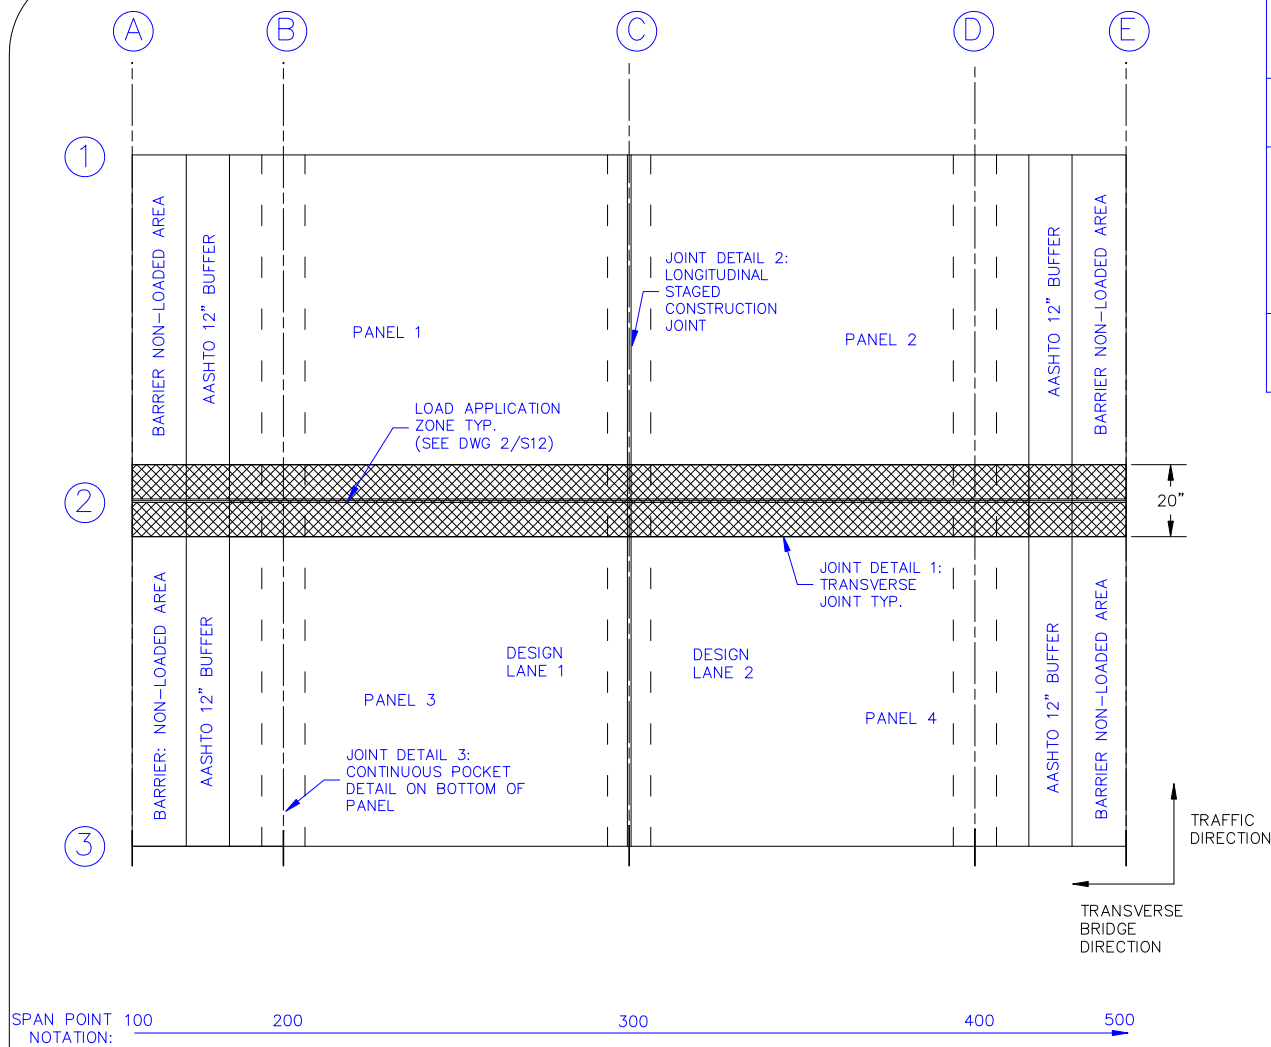 A B C D E
1
BARRIER NON-LOADED AREA
AASHTO 12" BUFFER
PANEL 1
JOINT DETAIL 2:
LONGITUDINAL
STAGED
CONSTRUCTION
JOINT
PANEL 2
AASHTO 12" BUFFER
BARRIER NON-LOADED AREA
LOAD APPLICATION
ZONE TYP.
(SEE DWG 2/S12)
2
20"
JOINT DETAIL 1:
TRANSVERSE
JOINT TYP.
BARRIER: NON-LOADED AREA
AASHTO 12" BUFFER
DESIGN
LANE 1
DESIGN
LANE 2
PANEL 3
PANEL 4
AASHTO 12" BUFFER
BARRIER NON-LOADED AREA
JOINT DETAIL 3:
CONTINUOUS POCKET
DETAIL ON BOTTOM OF
PANEL
3
TRAFFIC
DIRECTION
TRANSVERSE
BRIDGE
DIRECTION
SPAN POINT
NOTATION:
100 200 300 400 500